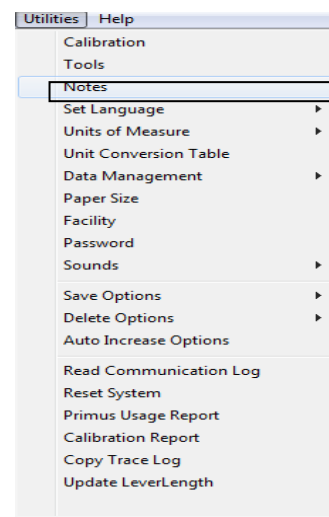 Utilities Help
Calibration
Tools
Notes
Set Language
Units of Measure
Unit Conversion Table
Data Management
Paper Size
Facility
Password
Sounds
Save Options
Delete Options
Auto Increase Options
Read Communication Log
Reset System
Primus Usage Report
Calibration Report
Copy Trace Log
Update LeverLength